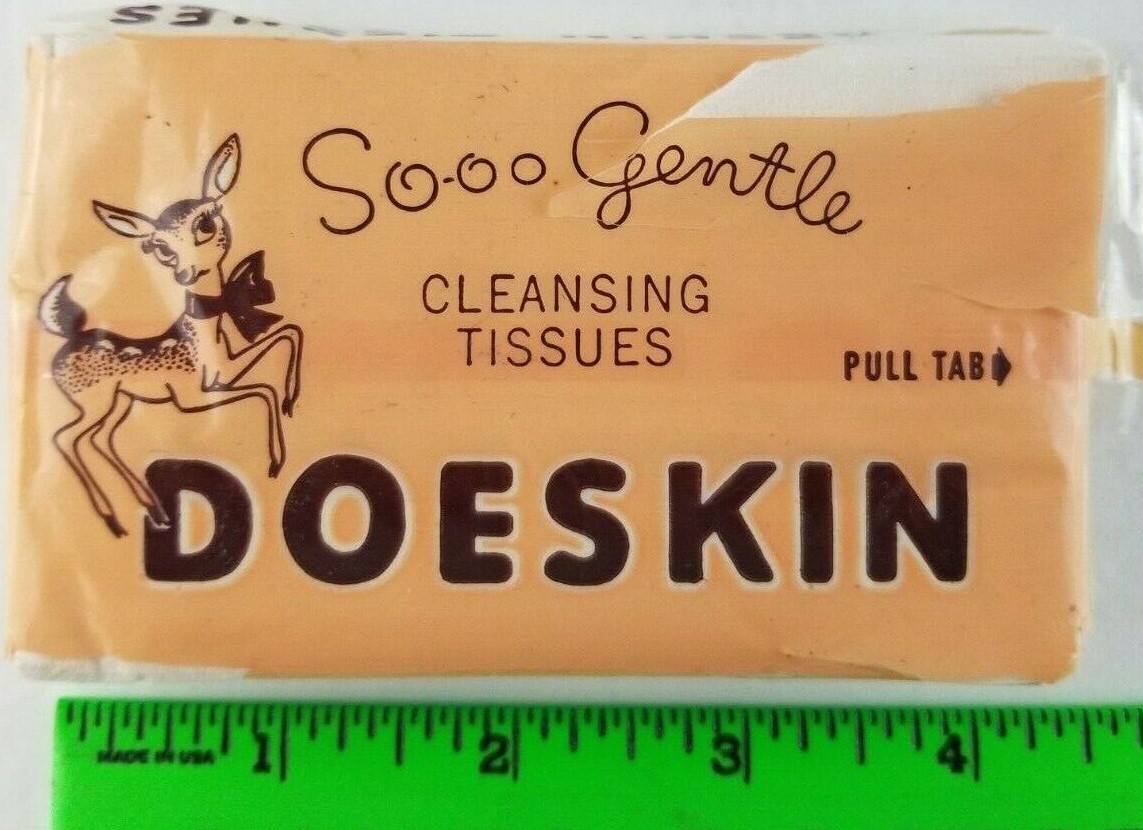 So-oo Gentle
CLEANSING
TISSUES
PULL TAB
DOESKIN
MADE IN USA
1 2 3 4